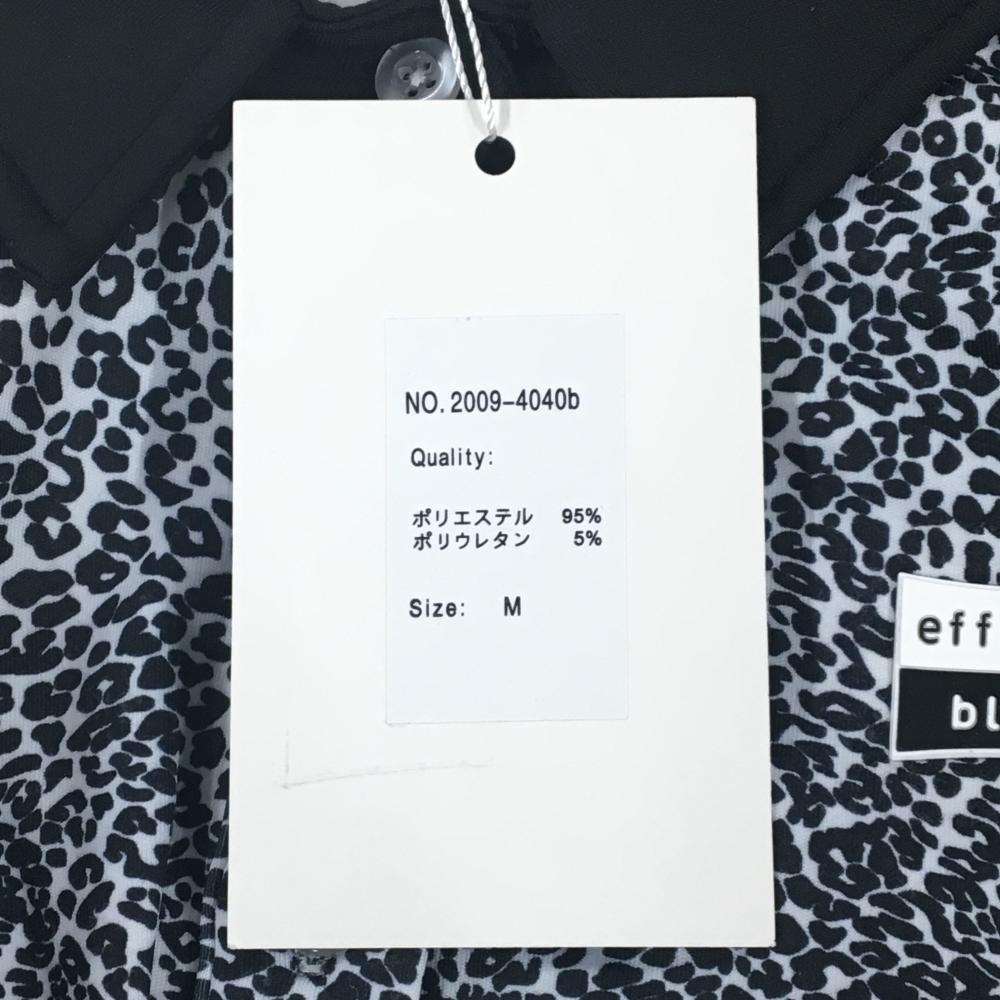 NO. 2009-4040b
Quality:
ポリエステル 95%
ポリウレタン 5%
Size: M
eff
bl